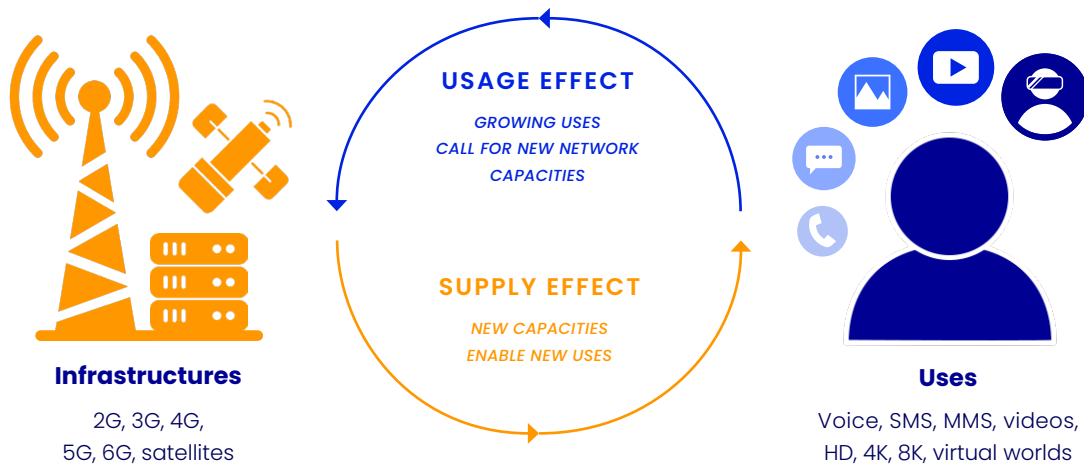 USAGE EFFECT
GROWING USES
CALL FOR NEW NETWORK
CAPACITIES
SUPPLY EFFECT
NEW CAPACITIES
ENABLE NEW USES
Infrastructures
2G, 3G, 4G,
5G, 6G, satellites
Uses
Voice, SMS, MMS, videos,
HD, 4K, 8K, virtual worlds